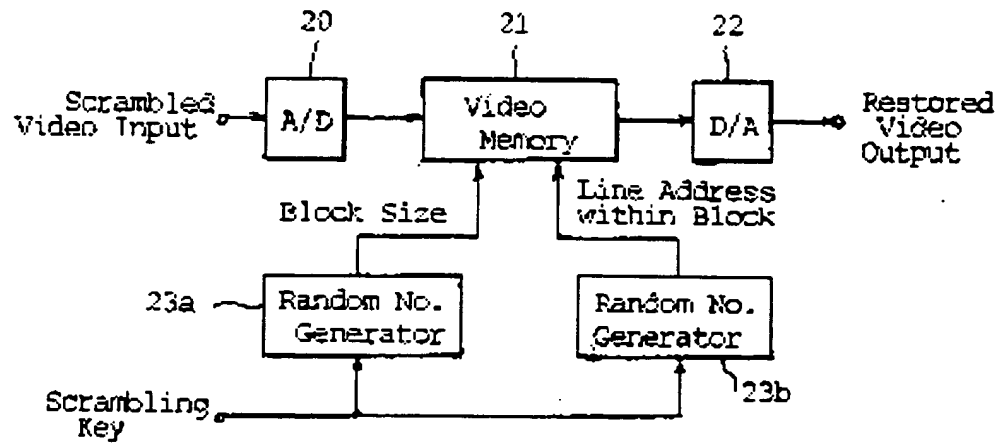 20
21
22
Scrambled
Video Input
A/D
Video
Memory
D/A
Restored
Video
Output
Block Size
Line Address
within Block
23a
Random No.
Generator
Random No.
Generator
23b
Scrambling
Key